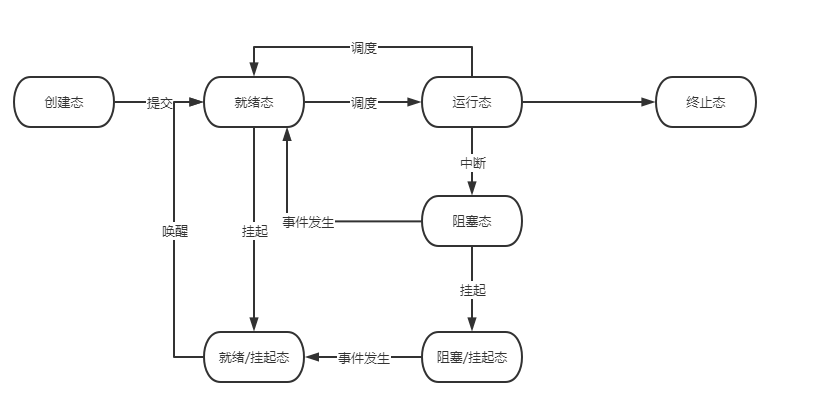 调度
创建态
提交
就绪态
调度
运行态
终止态
中断
事件发生
阻塞态
唤醒
挂起
挂起
就绪/挂起态
事件发生
阻塞/挂起态